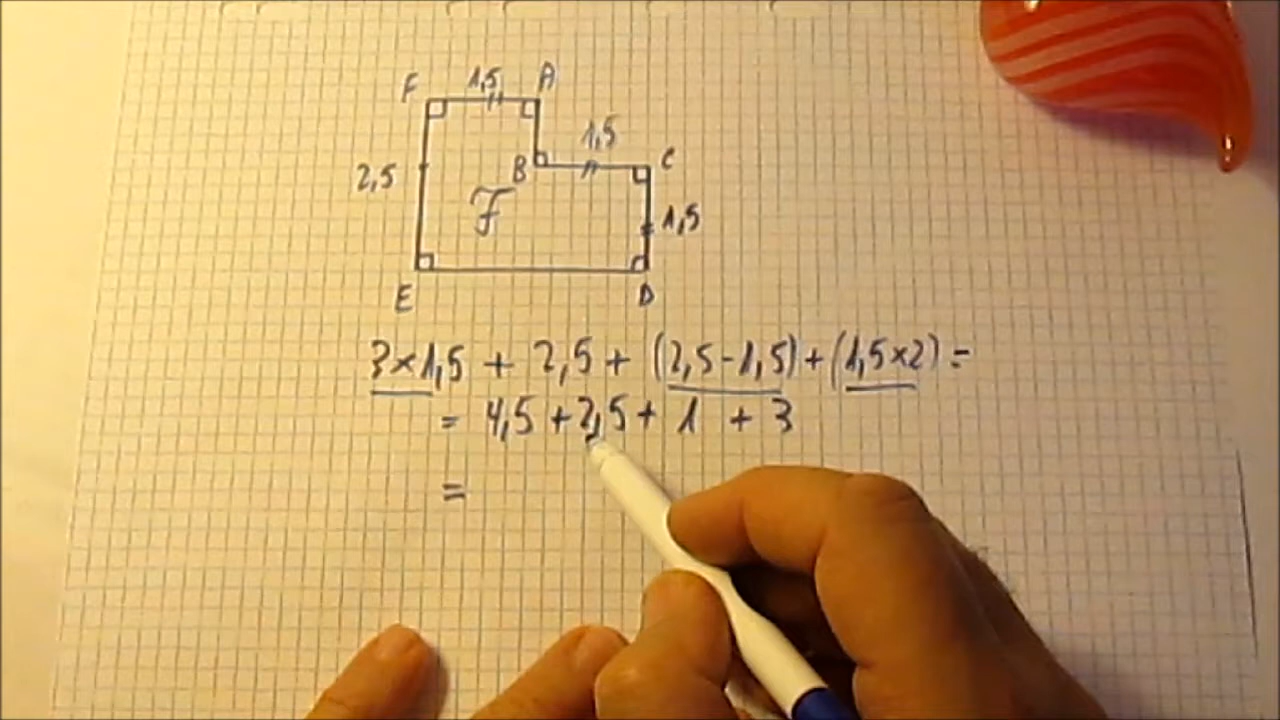 F 1,5 A
1,5
2,5 B C
F 1,5
E D
3×1,5 + 2,5 + (2,5-1,5) + (1,5×2) =
= 4,5 + 2,5 + 1 + 3
=